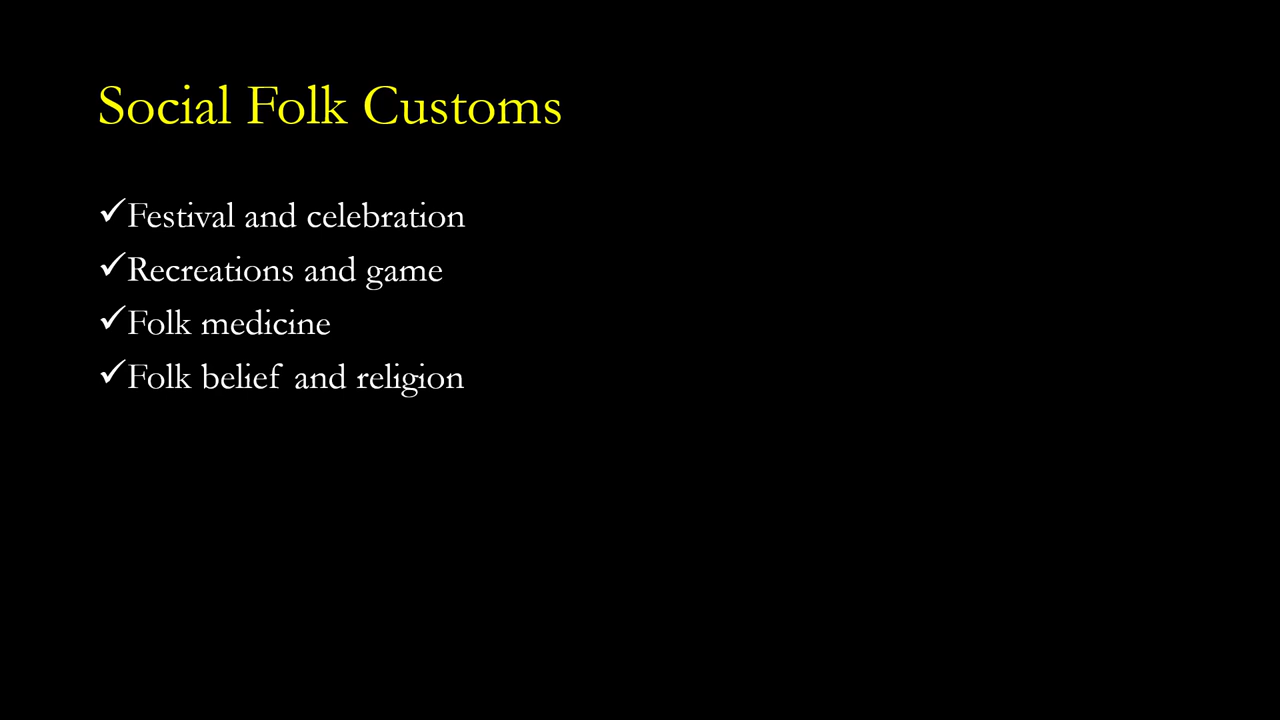 Social Folk Customs
✓Festival and celebration
✓Recreations and game
✓Folk medicine
✓Folk belief and religion